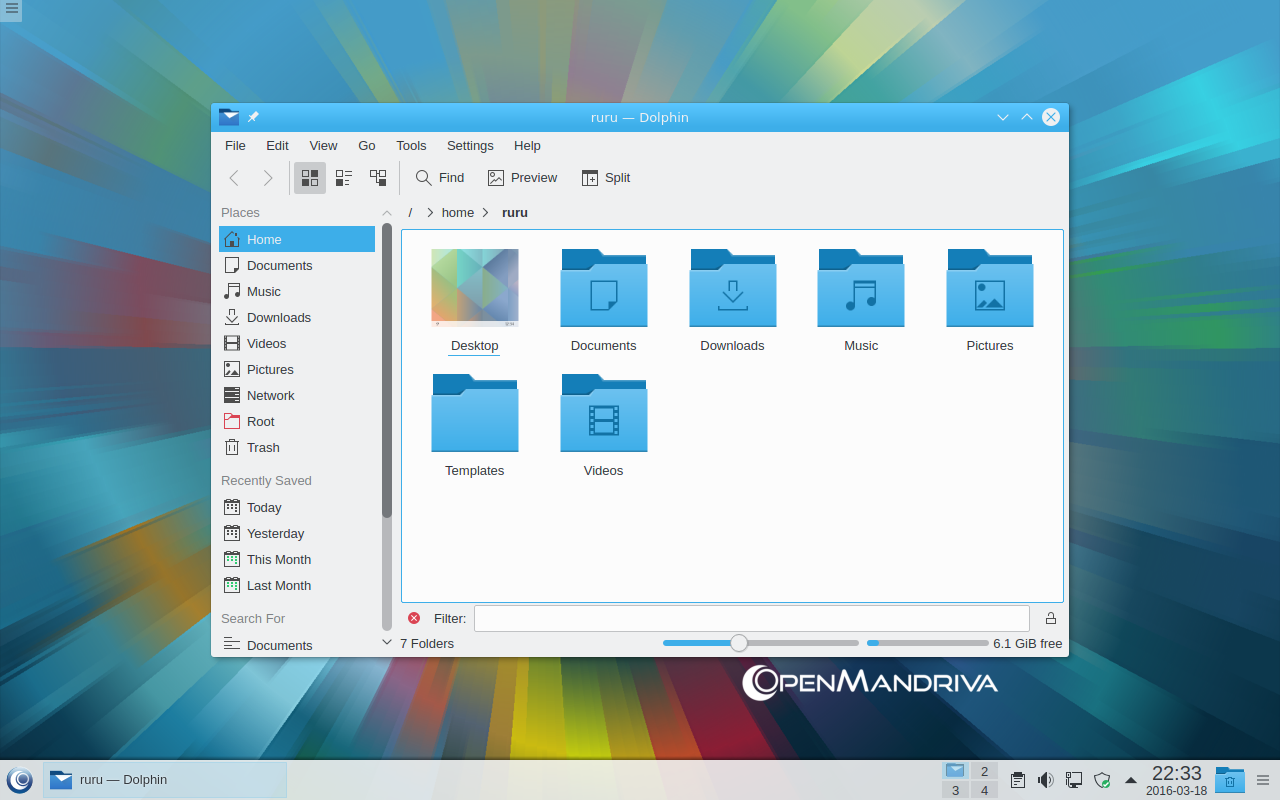 ruru — Dolphin
File Edit View Go Tools Settings Help
Find Preview Split
Places
/ home ruru
Home
Documents
Music
Downloads
Videos
Pictures
Network
Root
Trash
Desktop Documents Downloads Music Pictures
Templates Videos
Recently Saved
Today
Yesterday
This Month
Last Month
Search For
Documents
Filter:
7 Folders 6.1 GiB free
OPENMANDRIVA
ruru — Dolphin
2
3 4
22:33
2016-03-18